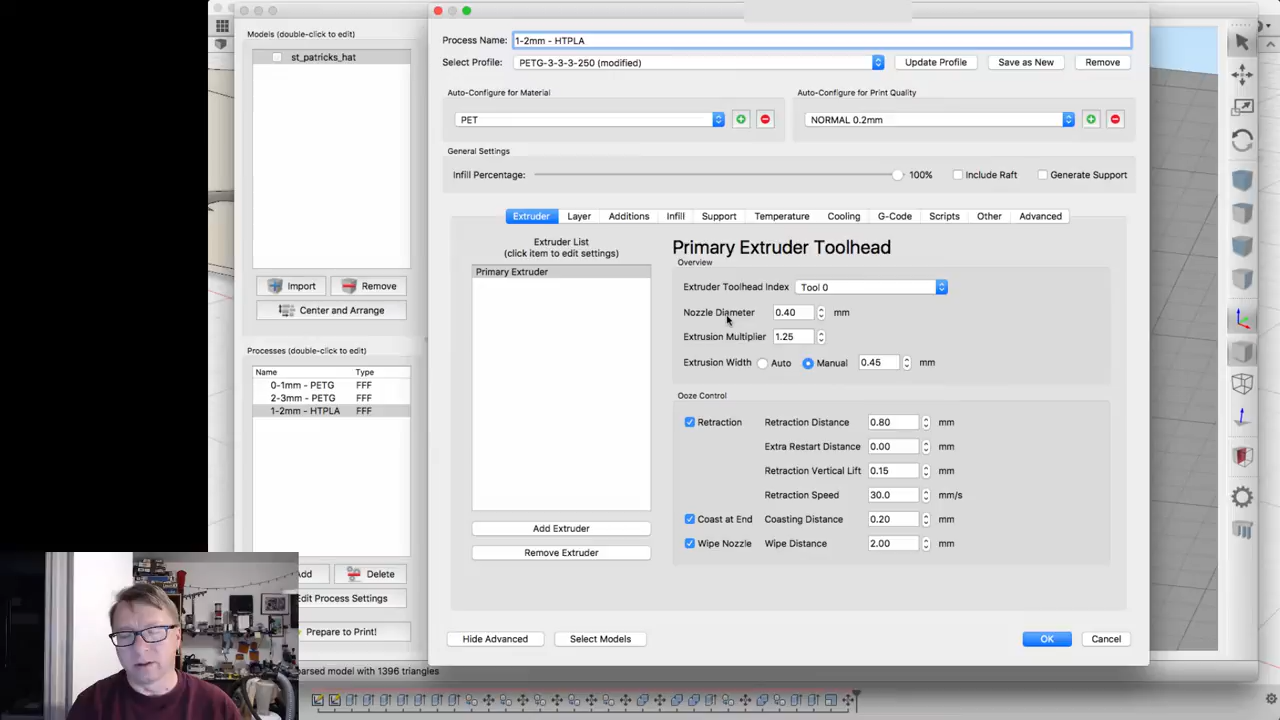 Models (double-click to edit)
st_patricks_hat
Import
Remove
Center and Arrange
Processes (double-click to edit)
Name Type
0-1mm - PETG FFF
2-3mm - PETG FFF
1-2mm - HTPLA FFF
Delete
Edit Process Settings
Prepare to Print!
parsed model with 1396 triangles
Process Name: 1-2mm - HTPLA
Select Profile: PETG-3-3-3-250 (modified) Update Profile Save as New Remove
Auto-Configure for Material
PET
Auto-Configure for Print Quality
NORMAL 0.2mm
General Settings
Infill Percentage: 100% Include Raft Generate Support
Extruder Layer Additions Infill Support Temperature Cooling G-Code Scripts Other Advanced
Extruder List
(click item to edit settings)
Primary Extruder
Add Extruder
Remove Extruder
Primary Extruder Toolhead
Overview
Extruder Toolhead Index Tool 0
Nozzle Diameter 0.40 mm
Extrusion Multiplier 1.25
Extrusion Width Auto Manual 0.45 mm
Ooze Control
Retraction Retraction Distance 0.80 mm
Extra Restart Distance 0.00 mm
Retraction Vertical Lift 0.15 mm
Retraction Speed 30.0 mm/s
Coast at End Coasting Distance 0.20 mm
Wipe Nozzle Wipe Distance 2.00 mm
Hide Advanced Select Models OK Cancel